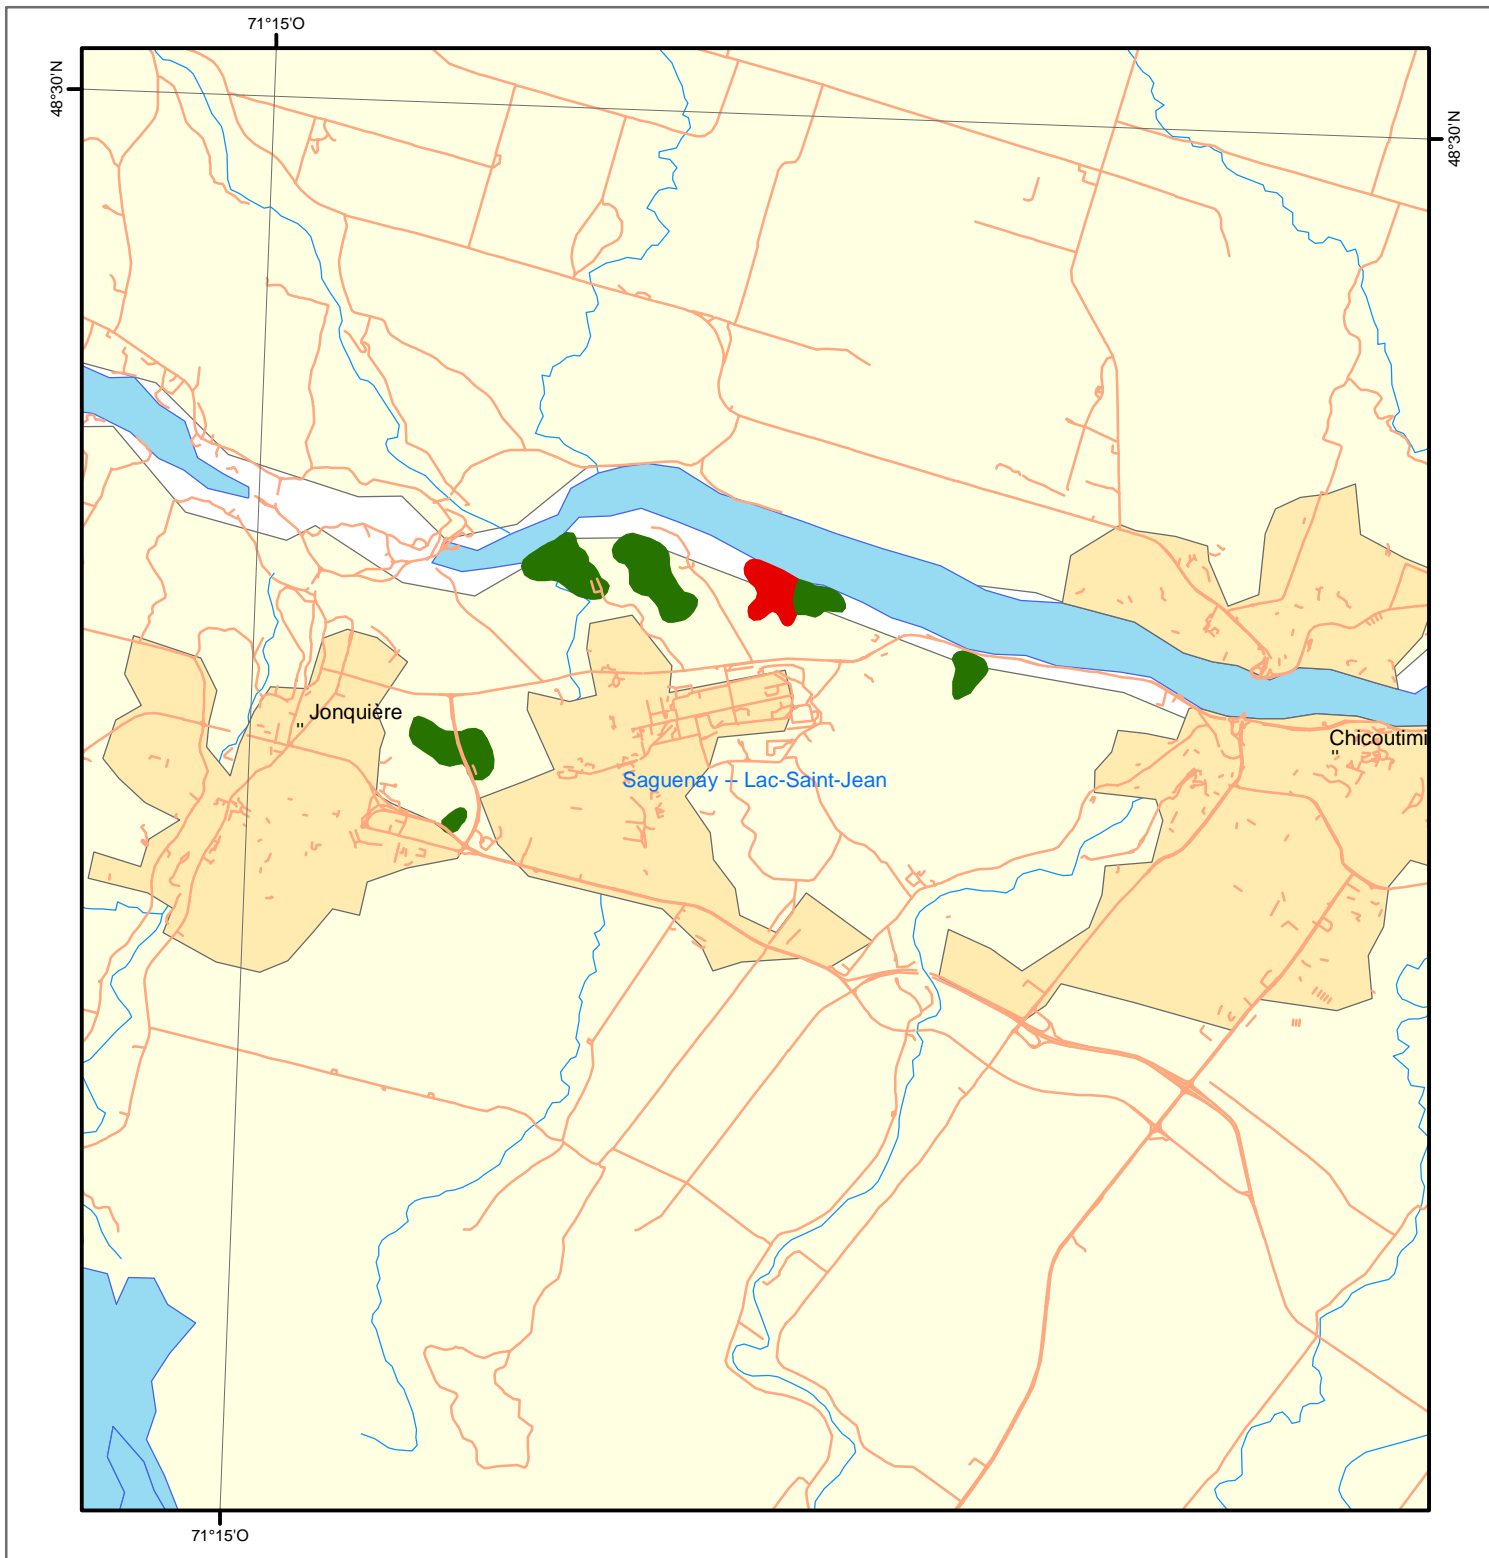 71°15'O
48°30'N
48°30'N
" Jonquière
Chicoutimi
"
Saguenay -- Lac-Saint-Jean
71°15'O